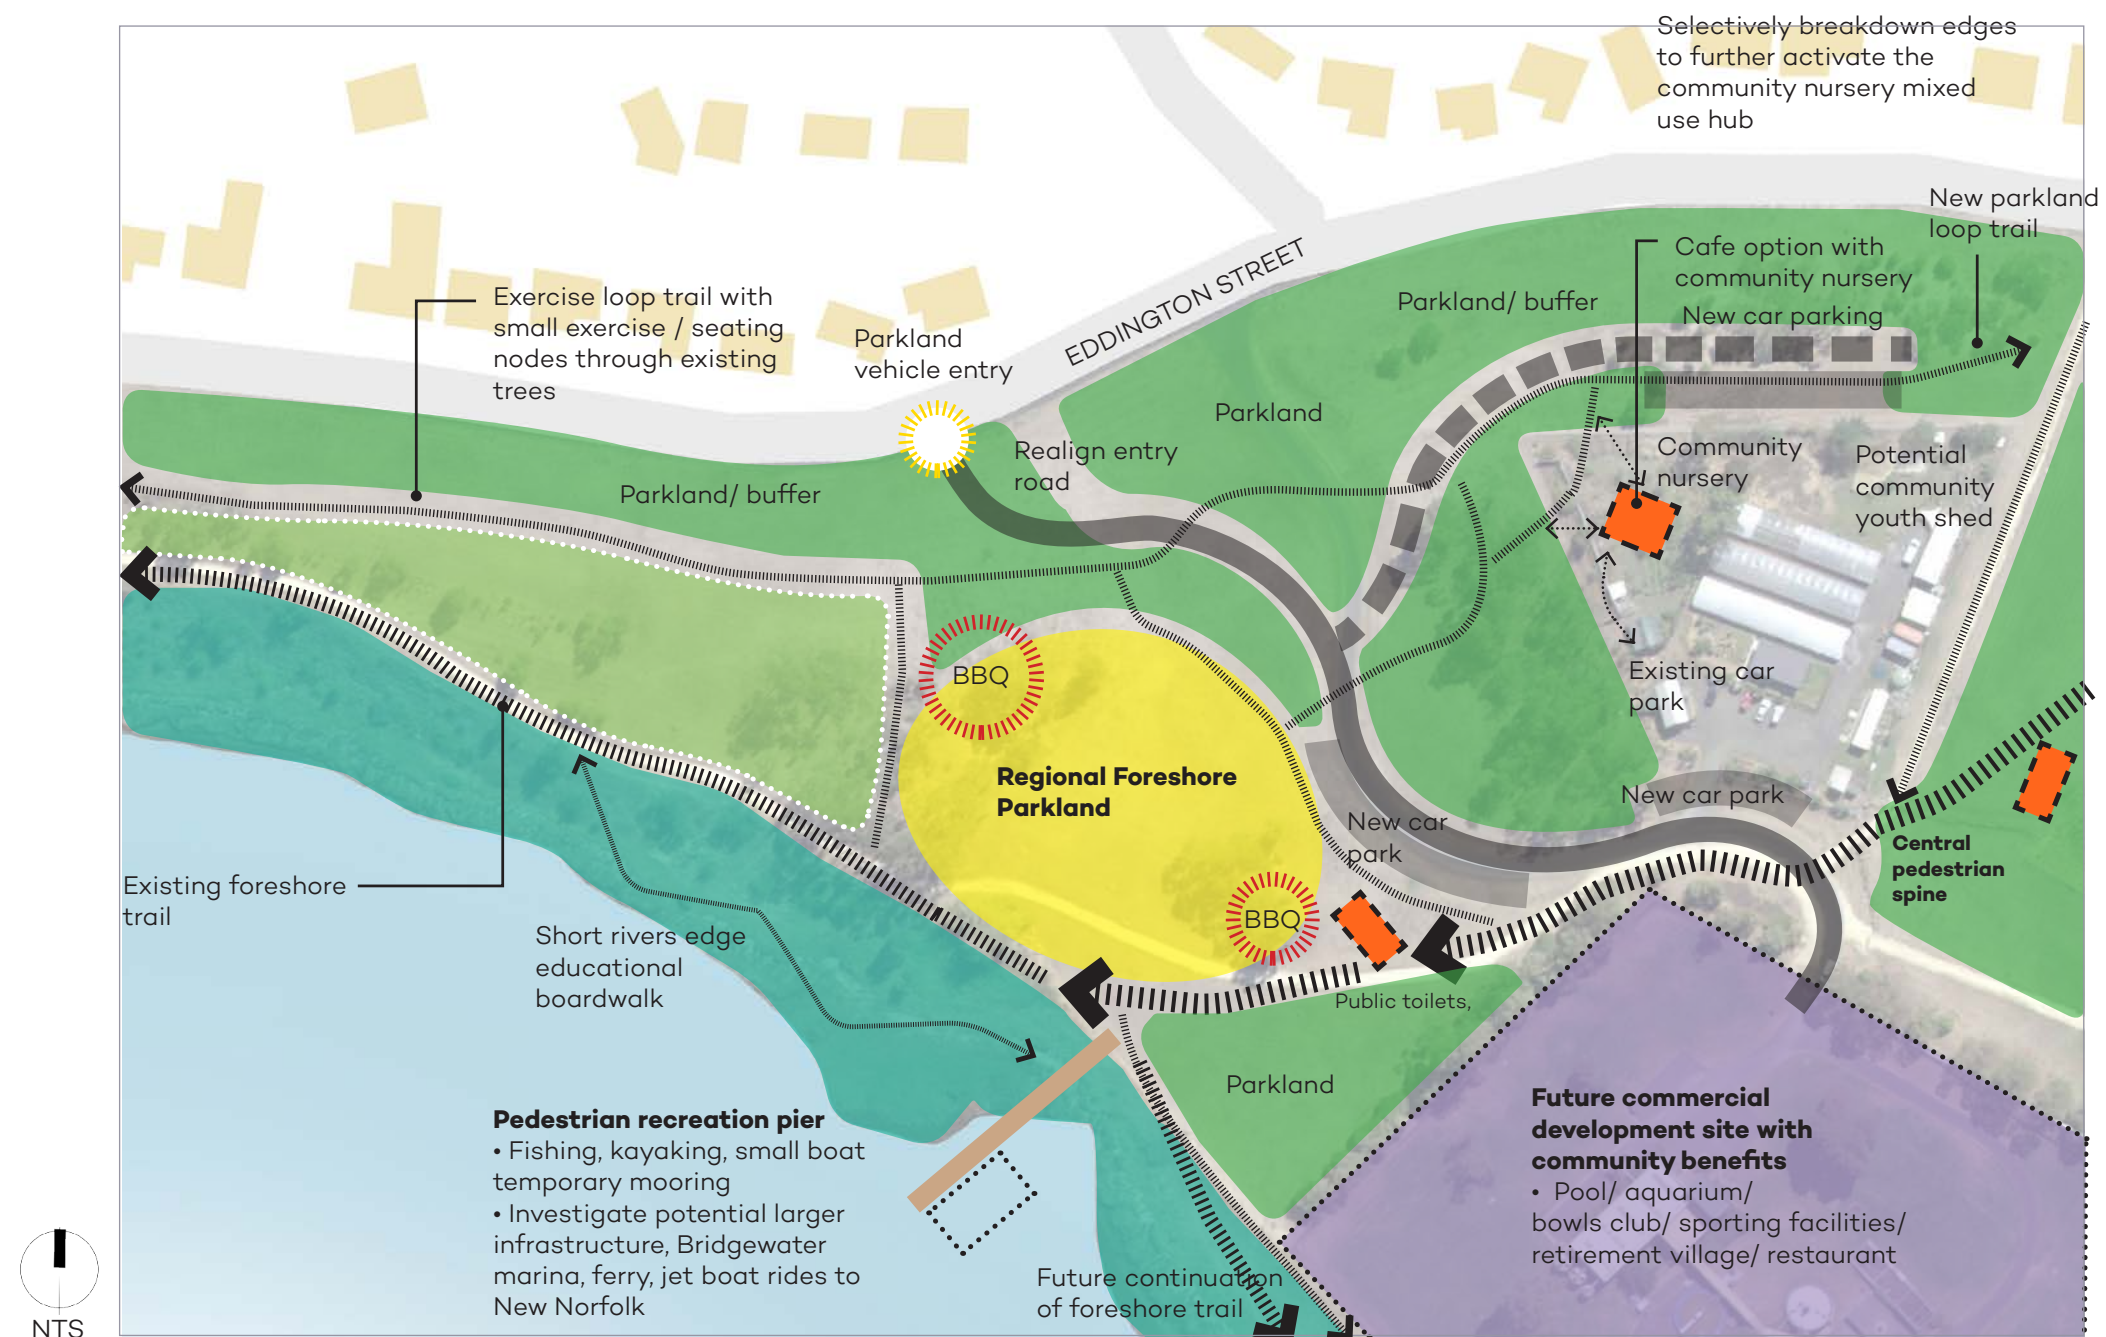 Selectively breakdown edges
to further activate the
community nursery mixed
use hub
New parkland
loop trail
Cafe option with
community nursery
New car parking
Parkland/ buffer
EDDINGTON STREET
Exercise loop trail with
small exercise / seating
nodes through existing
trees
Parkland
vehicle entry
Parkland
Realign entry
road
Community
nursery
Potential
community
youth shed
Parkland/ buffer
BBQ
Existing car
park
Regional Foreshore
Parkland
New car park
New car
park
Central
pedestrian
spine
Existing foreshore
trail
BBQ
Short rivers edge
educational
boardwalk
Public toilets,
Parkland
Pedestrian recreation pier
• Fishing, kayaking, small boat
temporary mooring
• Investigate potential larger
infrastructure, Bridgewater
marina, ferry, jet boat rides to
New Norfolk
Future commercial
development site with
community benefits
• Pool/ aquarium/
bowls club/ sporting facilities/
retirement village/ restaurant
Future continuation
of foreshore trail
NTS